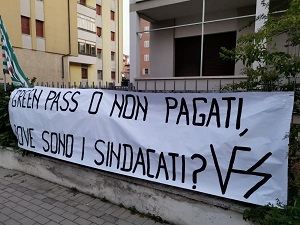 GREEN PASS O NON PAGATI,
DOVE SONO I SINDACATI?